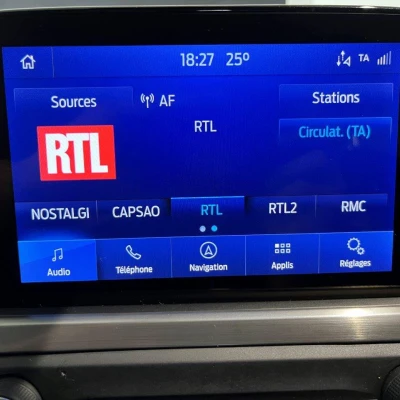 18:27 25º TA
Sources AF Stations
RTL
Circulat. (TA)
RTL
NOSTALGI CAPSAO RTL RTL2 RMC
Audio Téléphone Navigation Applis Réglages